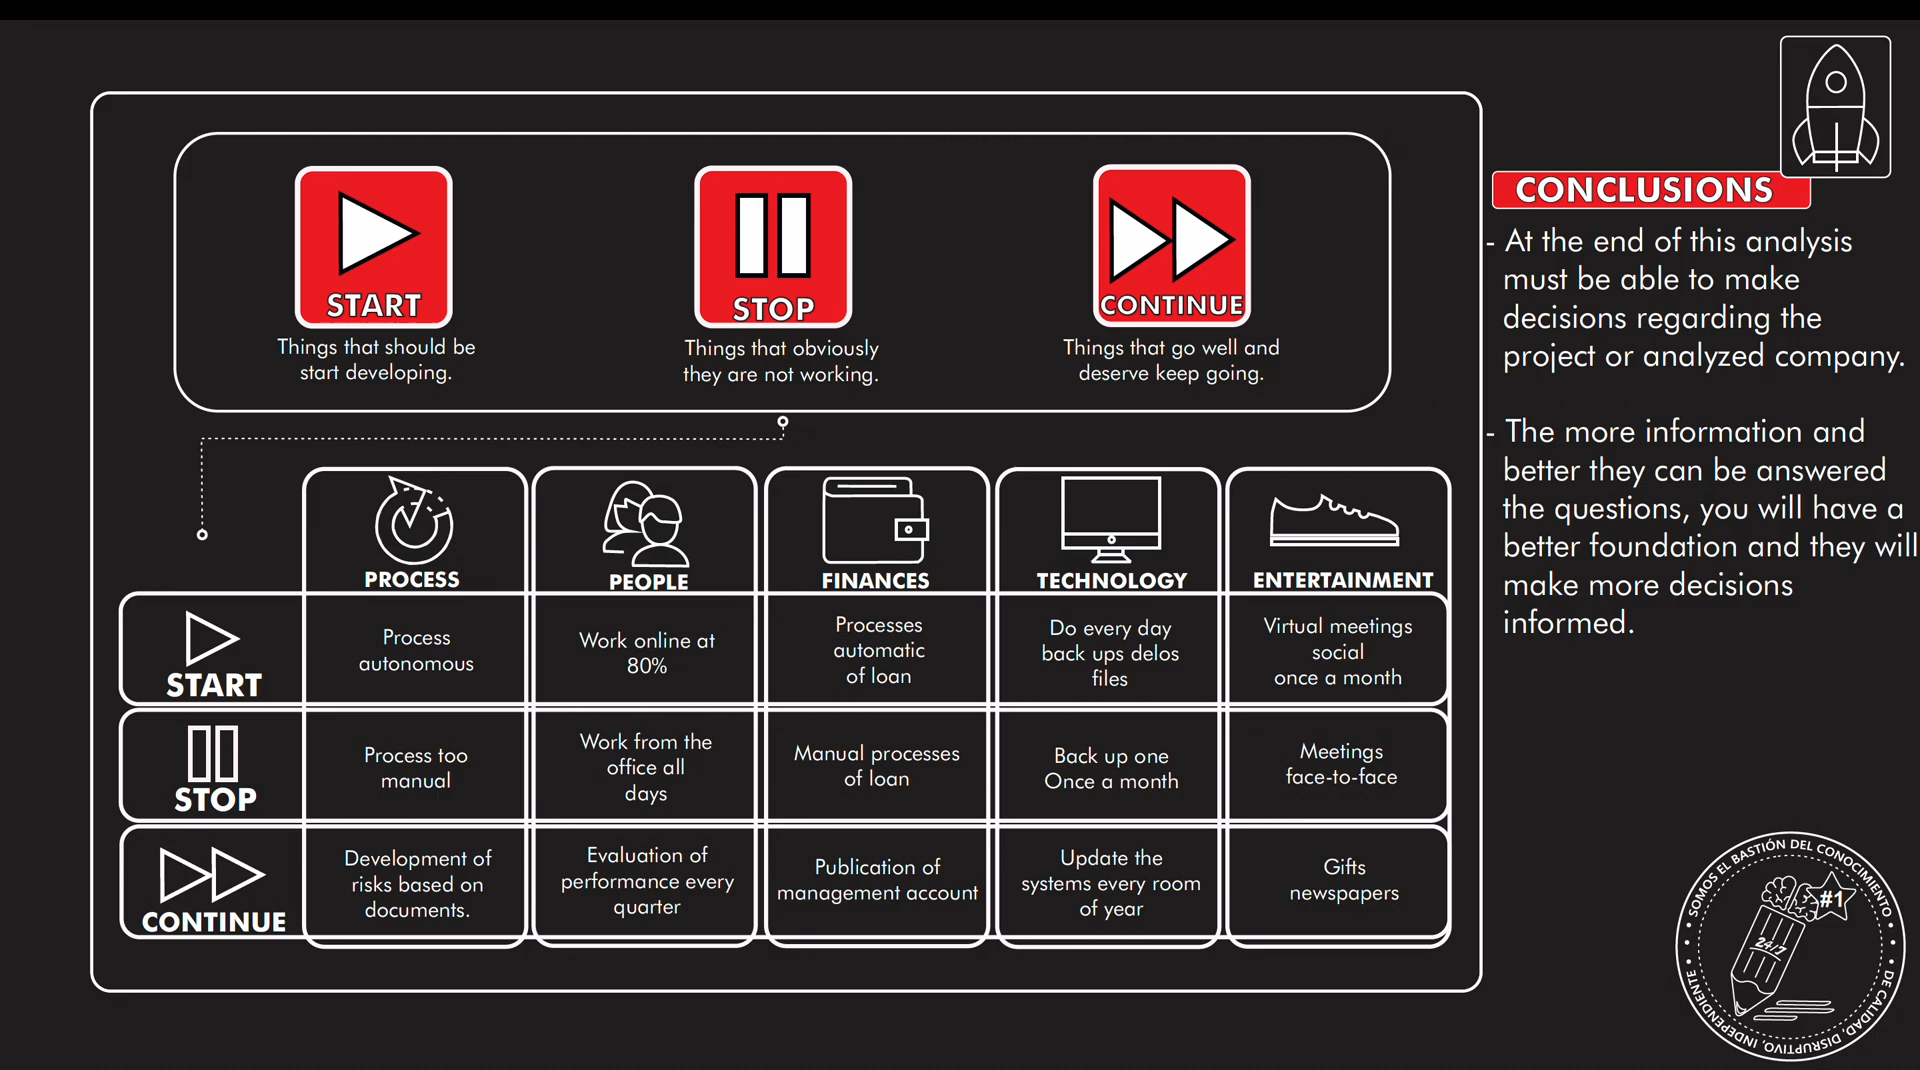 START
STOP
CONTINUE
Things that should be
start developing.
Things that obviously
they are not working.
Things that go well and
deserve keep going.
CONCLUSIONS
- At the end of this analysis
must be able to make
decisions regarding the
project or analyzed company.
- The more information and
better they can be answered
the questions, you will have a
better foundation and they will
make more decisions
informed.
PROCESS
PEOPLE
FINANCES
TECHNOLOGY
ENTERTAINMENT
START
Process
autonomous
Work online at
80%
Processes
automatic
of loan
Do every day
back ups delos
files
Virtual meetings
social
once a month
STOP
Process too
manual
Work from the
office all
days
Manual processes
of loan
Back up one
Once a month
Meetings
face-to-face
CONTINUE
Development of
risks based on
documents.
Evaluation of
performance every
quarter
Publication of
management account
Update the
systems every room
of year
Gifts
newspapers
• SOMOS EL BASTIÓN DEL CONOCIMIENTO •
• DE CALIDAD, DISRUPTIVO, INDEPENDIENTE •
#1
24/7